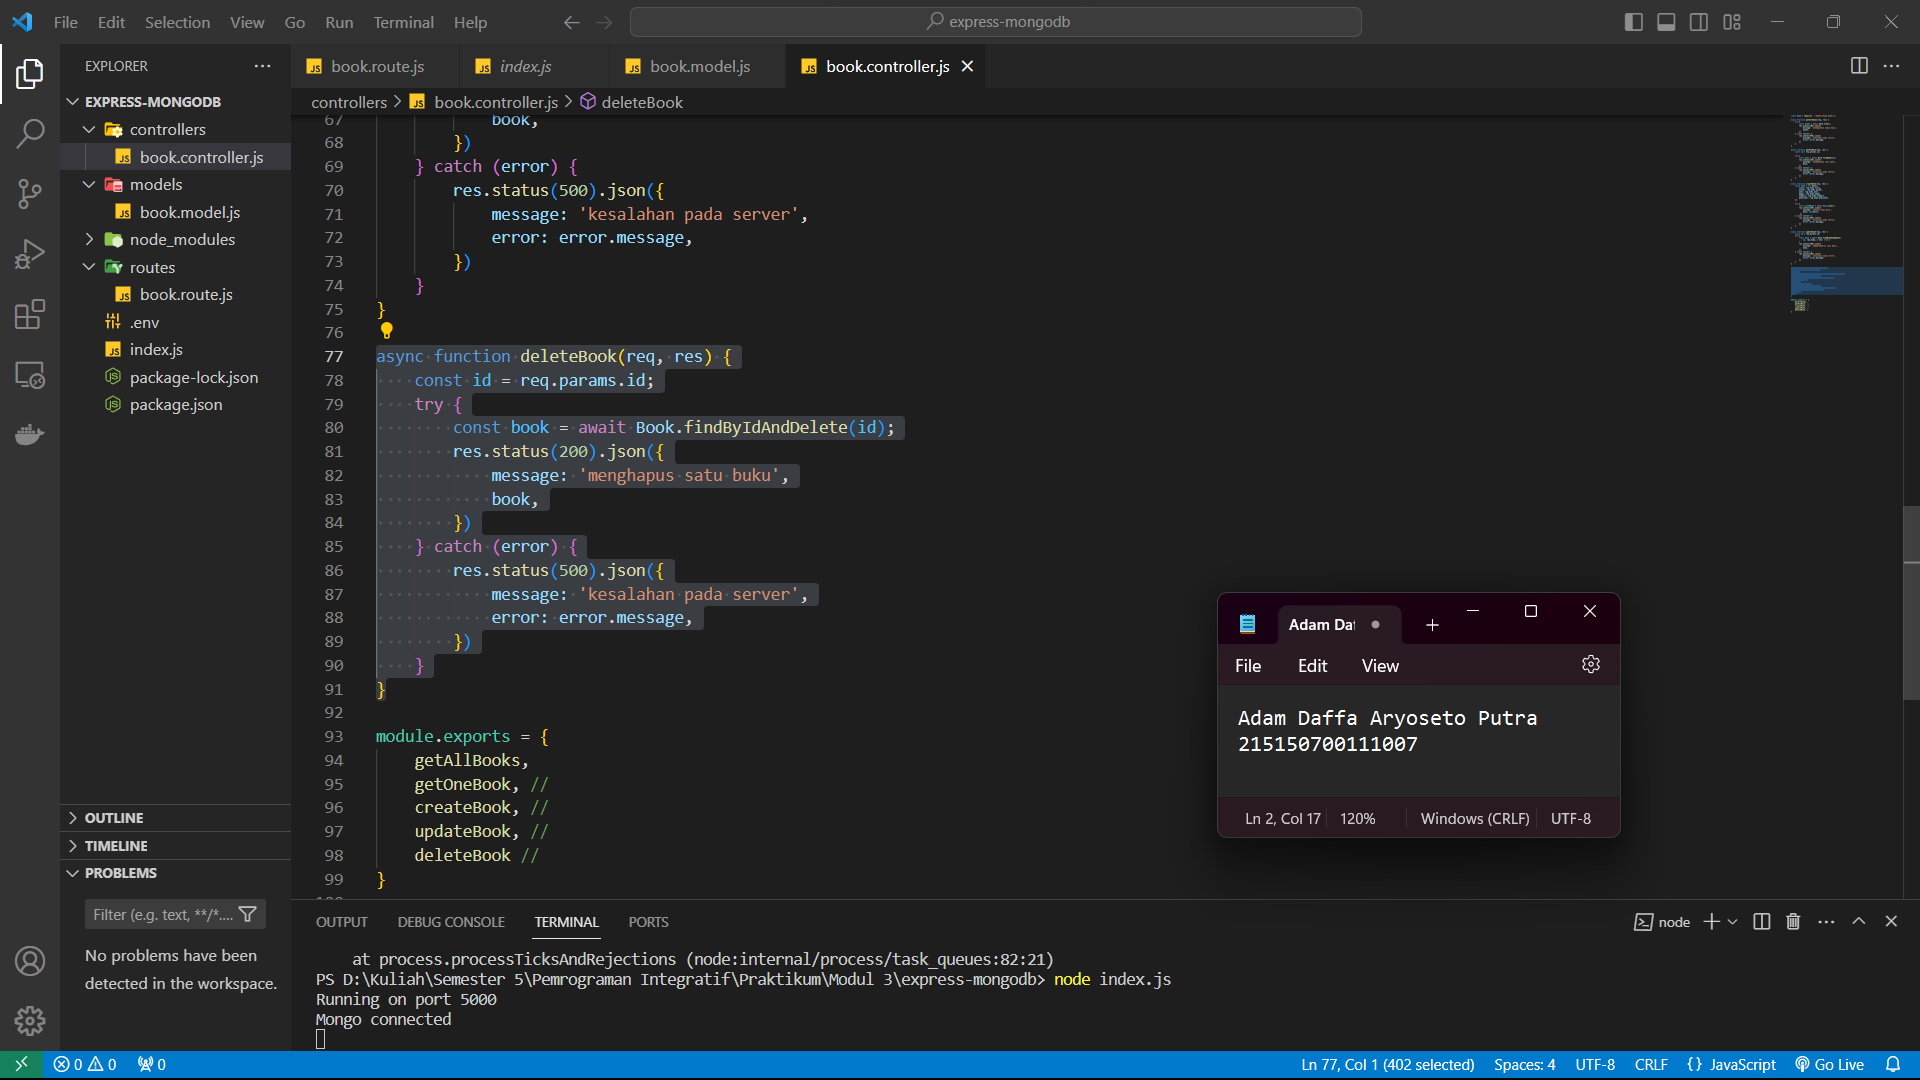 File Edit Selection View Go Run Terminal Help
express-mongodb
EXPLORER
book.route.js
index.js
book.model.js
book.controller.js
controllers > book.controller.js > deleteBook
EXPRESS-MONGODB
controllers
book.controller.js
models
book.model.js
node_modules
routes
book.route.js
.env
index.js
package-lock.json
package.json
OUTLINE
TIMELINE
PROBLEMS
Filter (e.g. text, **/*....
No problems have been
detected in the workspace.
67 book,
68 })
69 } catch (error) {
70 res.status(500).json({
71 message: 'kesalahan pada server',
72 error: error.message,
73 })
74 }
75 }
76
77 async function deleteBook(req, res) {
78 const id = req.params.id;
79 try {
80 const book = await Book.findByIdAndDelete(id);
81 res.status(200).json({
82 message: 'menghapus satu buku',
83 book,
84 })
85 } catch (error) {
86 res.status(500).json({
87 message: 'kesalahan pada server',
88 error: error.message,
89 })
90 }
91 }
92
93 module.exports = {
94 getAllBooks,
95 getOneBook, //
96 createBook, //
97 updateBook, //
98 deleteBook //
99 }
Adam Da
File Edit View
Adam Daffa Aryoseto Putra
215150700111007
Ln 2, Col 17 120% Windows (CRLF) UTF-8
OUTPUT DEBUG CONSOLE TERMINAL PORTS
node
at process.processTicksAndRejections (node:internal/process/task_queues:82:21)
PS D:\Kuliah\Semester 5\Pemrograman Integratif\Praktikum\Modul 3\express-mongodb> node index.js
Running on port 5000
Mongo connected
0 0 0
Ln 77, Col 1 (402 selected) Spaces: 4 UTF-8 CRLF {} JavaScript Go Live